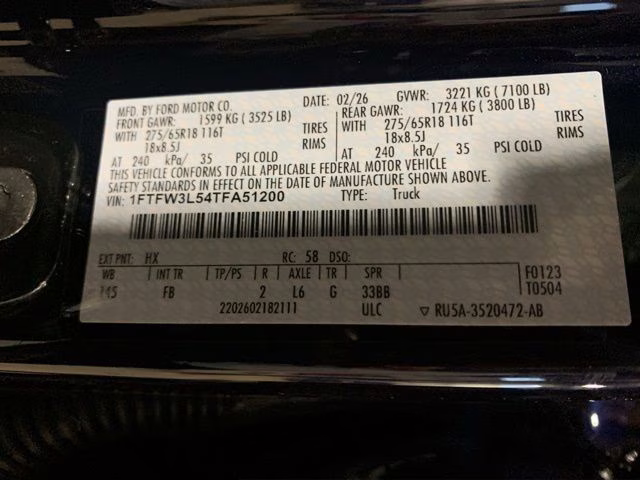 MFD. BY FORD MOTOR CO. DATE: 02/26 GVWR: 3221 KG ( 7100 LB)
FRONT GAWR: 1599 KG ( 3525 LB) REAR GAWR: 1724 KG ( 3800 LB)
WITH 275/65R18 116T TIRES WITH 275/65R18 116T TIRES
18x8.5J RIMS 18x8.5J RIMS
AT 240 kPa/ 35 PSI COLD AT 240 kPa/ 35 PSI COLD
THIS VEHICLE CONFORMS TO ALL APPLICABLE FEDERAL MOTOR VEHICLE
SAFETY STANDARDS IN EFFECT ON THE DATE OF MANUFACTURE SHOWN ABOVE.
VIN: 1FTFW3L54TFA51200 TYPE: Truck
EXT PNT: HX RC: 58 DSO:
WB INT TR TP/PS R AXLE TR SPR F0123
145 FB 2 L6 G 33BB T0504
2202602182111 ULC ▽ RU5A-3520472-AB